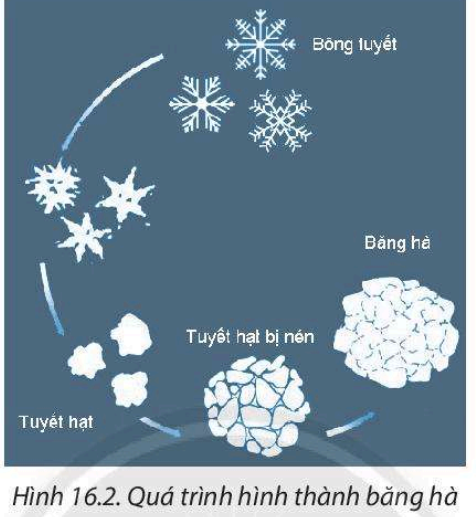 Bông tuyết
Băng hà
Tuyết hạt bị nén
Tuyết hạt
Hình 16.2. Quá trình hình thành băng hà